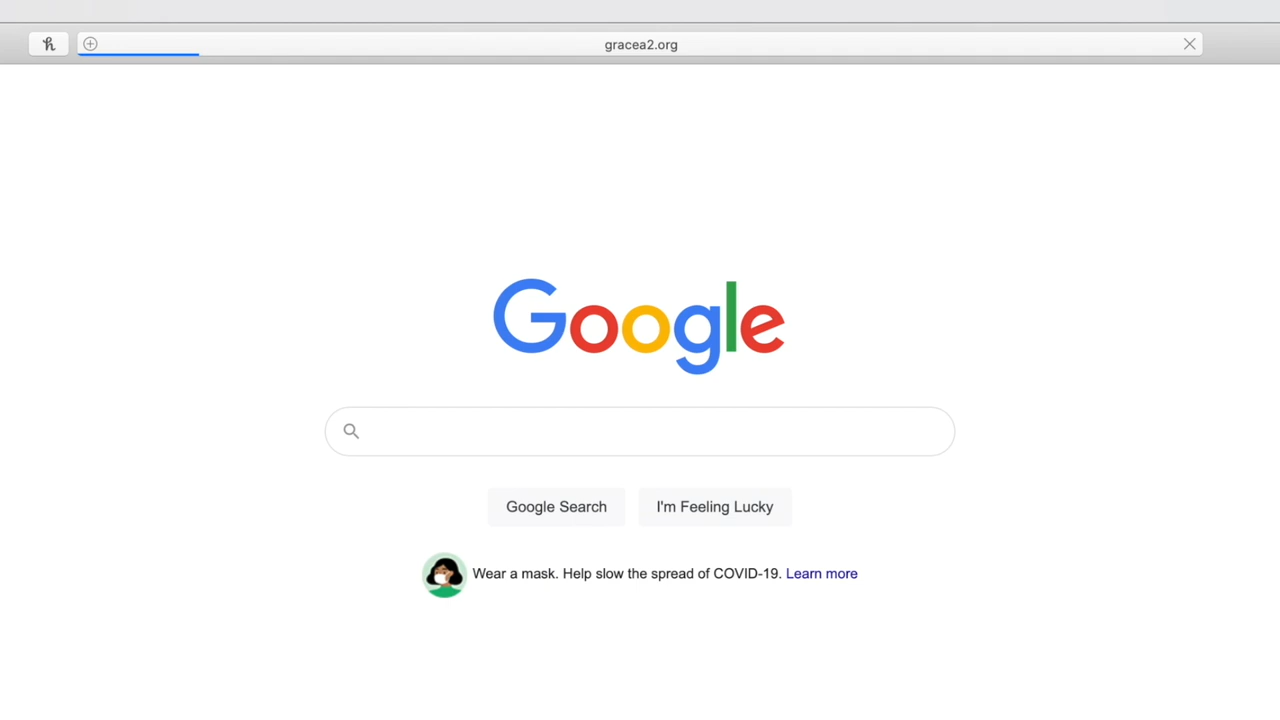 gracea2.org
Google
Google Search
I'm Feeling Lucky
Wear a mask. Help slow the spread of COVID-19. Learn more